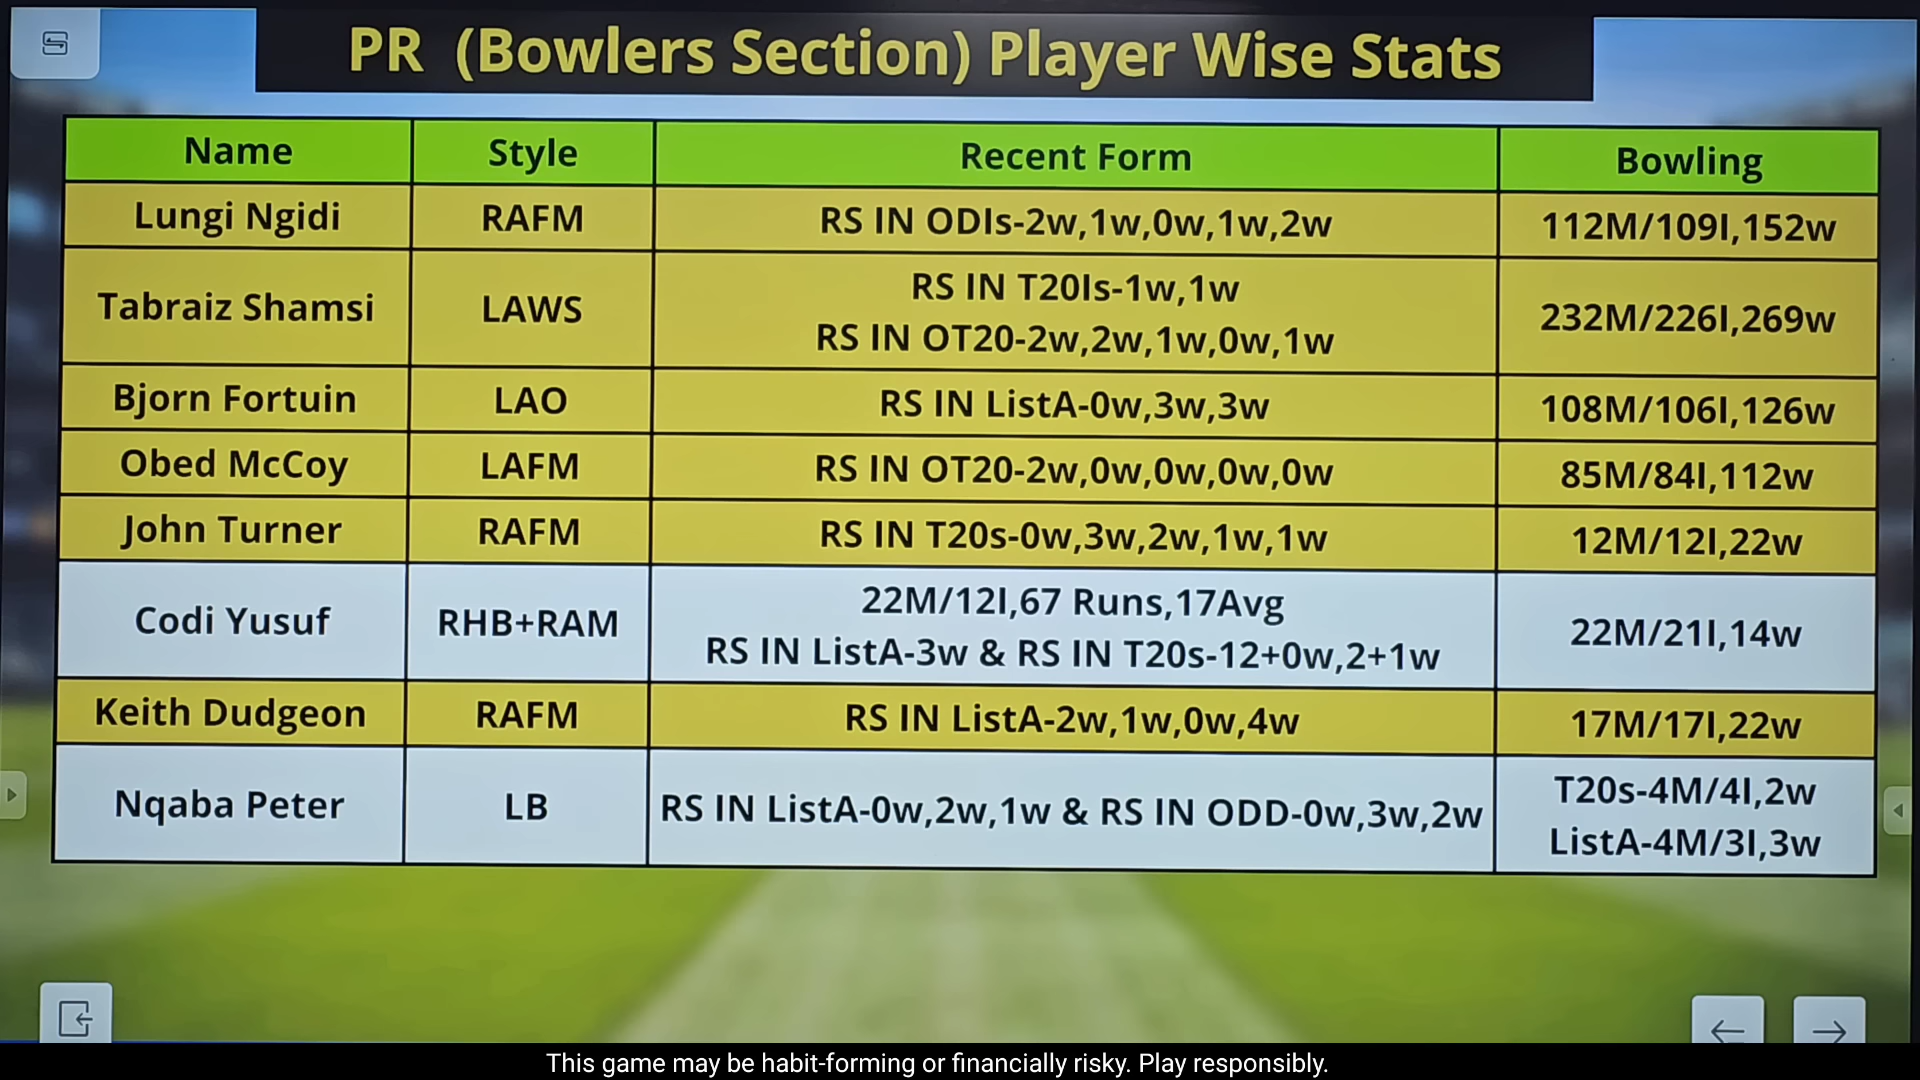 PR (Bowlers Section) Player Wise Stats
Name Style Recent Form Bowling
Lungi Ngidi RAFM RS IN ODIs-2w,1w,0w,1w,2w 112M/109I,152w
Tabraiz Shamsi LAWS RS IN T20Is-1w,1w
RS IN OT20-2w,2w,1w,0w,1w 232M/226I,269w
Bjorn Fortuin LAO RS IN ListA-0w,3w,3w 108M/106I,126w
Obed McCoy LAFM RS IN OT20-2w,0w,0w,0w,0w 85M/84I,112w
John Turner RAFM RS IN T20s-0w,3w,2w,1w,1w 12M/12I,22w
Codi Yusuf RHB+RAM 22M/12I,67 Runs,17Avg
RS IN ListA-3w & RS IN T20s-12+0w,2+1w 22M/21I,14w
Keith Dudgeon RAFM RS IN ListA-2w,1w,0w,4w 17M/17I,22w
Nqaba Peter LB RS IN ListA-0w,2w,1w & RS IN ODD-0w,3w,2w T20s-4M/4I,2w
ListA-4M/3I,3w
This game may be habit-forming or financially risky. Play responsibly.